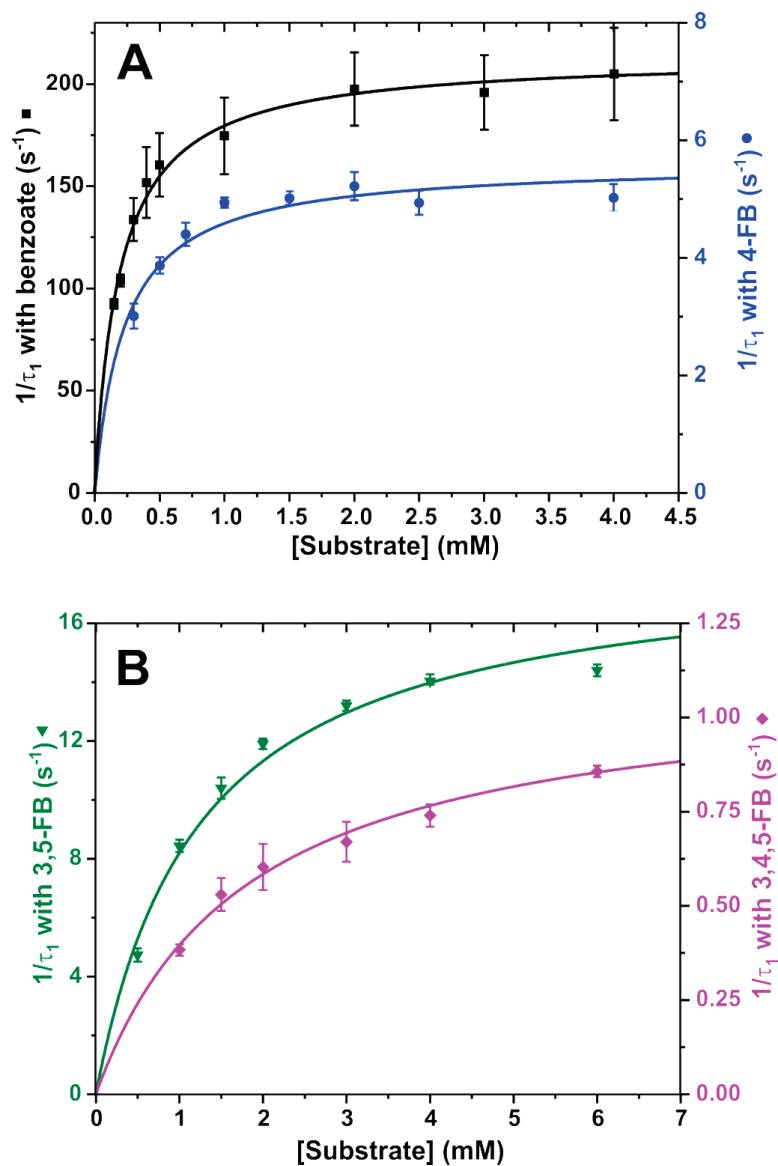 A
1/τ1 with benzoate (s-1) ■
200
150
100
50
0
8
6
4
2
0
1/τ1 with 4-FB (s-1) ●
0.0 0.5 1.0 1.5 2.0 2.5 3.0 3.5 4.0 4.5
[Substrate] (mM)
B
1/τ1 with 3,5-FB (s-1) ▼
16
12
8
4
0
1.25
1.00
0.75
0.50
0.25
0.00
1/τ1 with 3,4,5-FB (s-1) ◆
0 1 2 3 4 5 6 7
[Substrate] (mM)